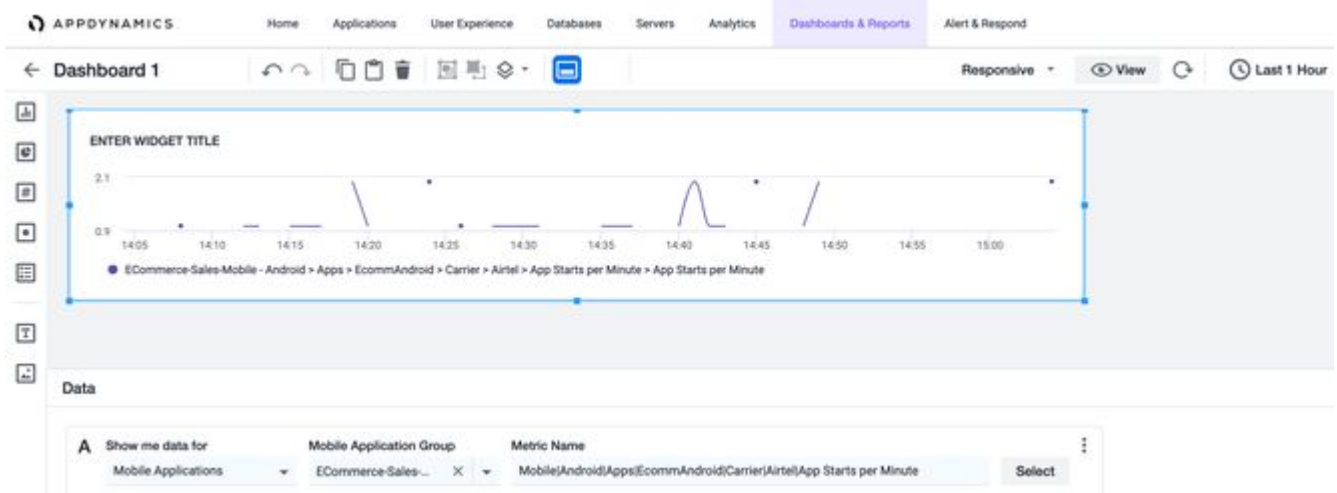 APPDYNAMICS Home Applications User Experience Databases Servers Analytics Dashboards & Reports Alert & Respond
Dashboard 1 Responsive View Last 1 Hour
ENTER WIDGET TITLE
2.1
0.9
14:05 14:10 14:15 14:20 14:25 14:30 14:35 14:40 14:45 14:50 14:55 15:00
ECommerce-Sales-Mobile - Android > Apps > EcommAndroid > Carrier > Airtel > App Starts per Minute > App Starts per Minute
Data
A Show me data for Mobile Application Group Metric Name
Mobile Applications ECommerce-Sales-... Mobile|Android|Apps|EcommAndroid|Carrier|Airtel|App Starts per Minute Select